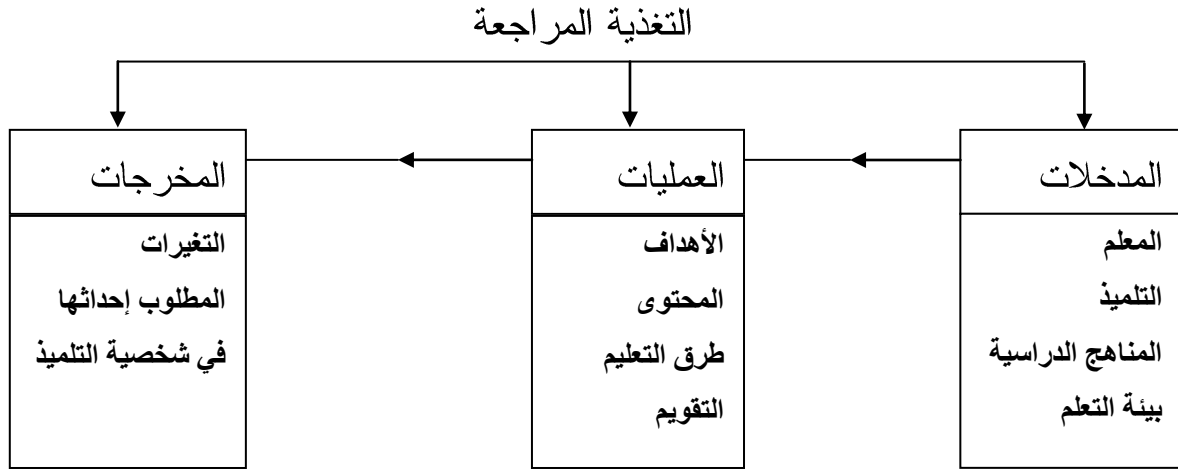 التغذية المراجعة
المدخلات
المعلم
التلميذ
المناهج الدراسية
بيئة التعلم
العمليات
الأهداف
المحتوى
طرق التعليم
التقويم
المخرجات
التغيرات
المطلوب إحداثها
في شخصية التلميذ